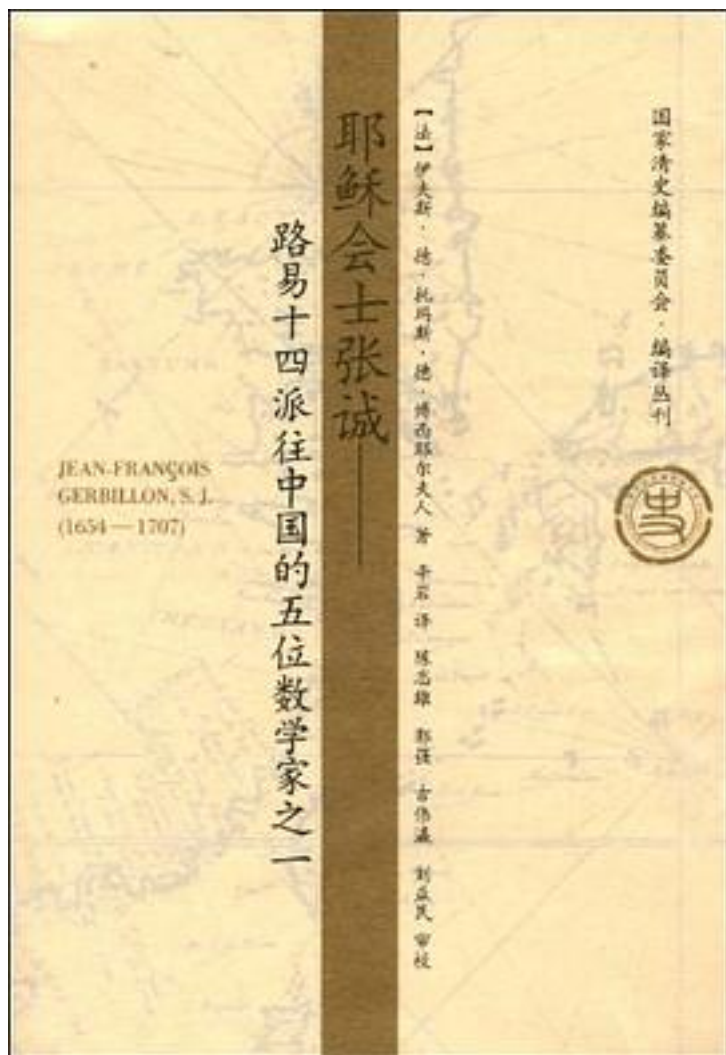 国家清史编纂委员会·编译丛刊
史
【法】伊夫斯·德·托玛斯·德·博西耶尔夫人 著 辛岩 译 陈志雄 郭强 古伟瀛 刘益民 审校
耶稣会士张诚——
路易十四派往中国的五位数学家之一
JEAN-FRANÇOIS
GERBILLON, S. J.
(1654—1707)